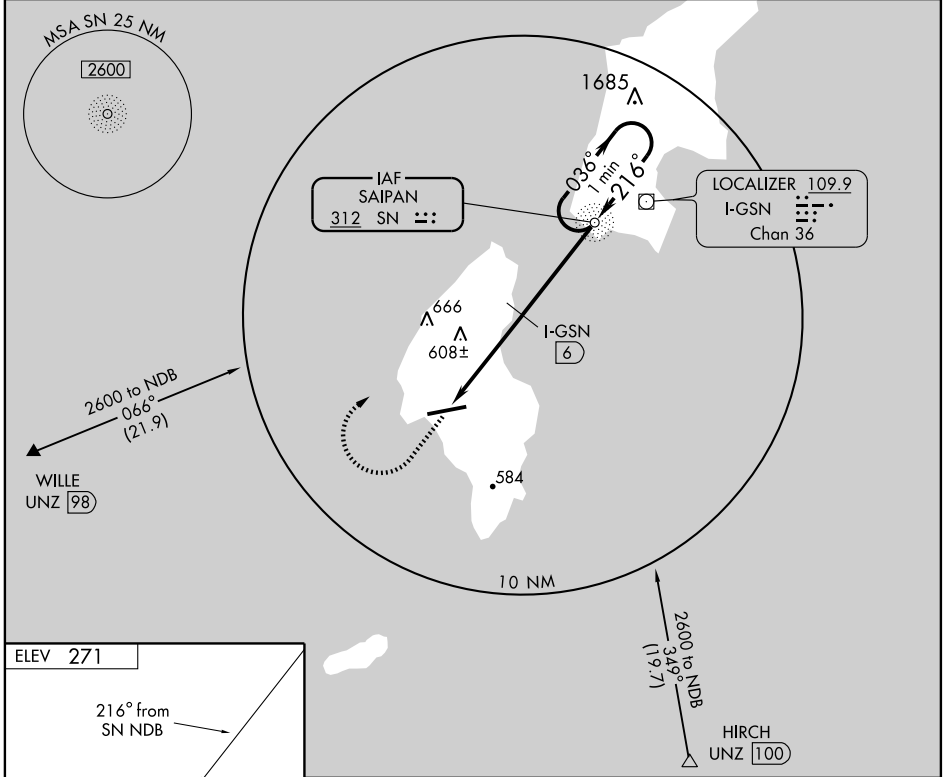 MSA SN 25 NM
2600
1685
036°
1 min
216°
IAF
SAIPAN
312 SN
LOCALIZER 109.9
I-GSN
Chan 36
666
608±
I-GSN
6
2600 to NDB
066°
(21.9)
WILLE
UNZ 98
584
10 NM
2600 to NDB
349°
(19.7)
HIRCH
UNZ 100
ELEV 271
216° from
SN NDB